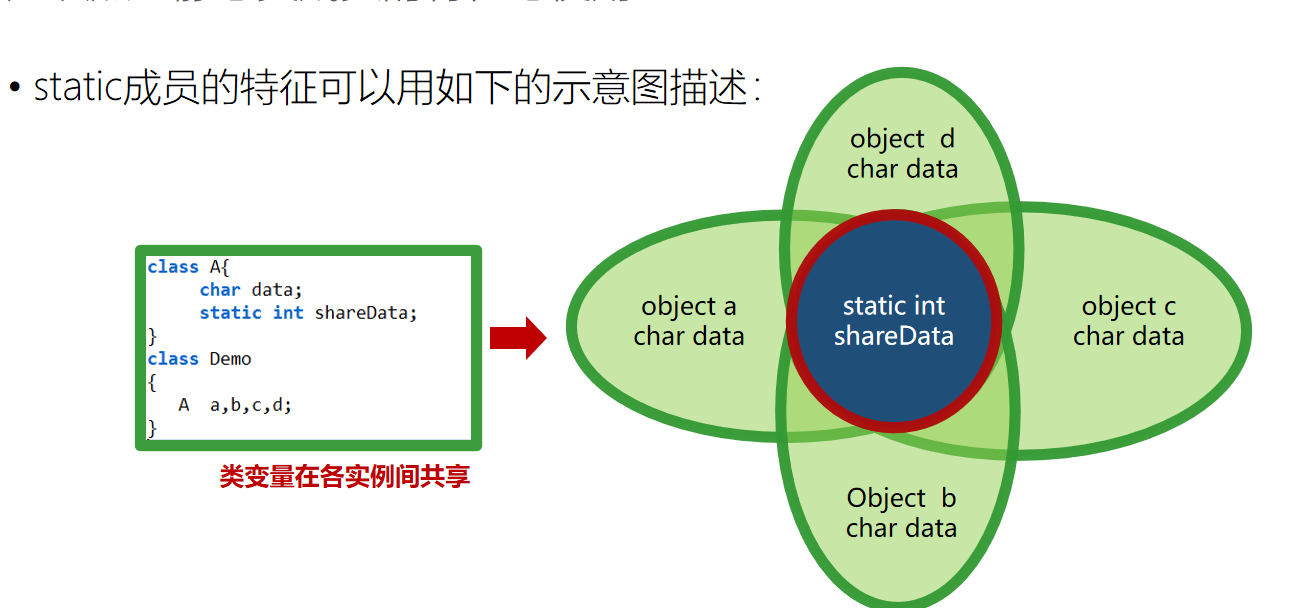 • static成员的特征可以用如下的示意图描述：
class A{
char data;
static int shareData;
}
class Demo
{
A a,b,c,d;
}
类变量在各实例间共享
object d
char data
object a
char data
static int
shareData
object c
char data
Object b
char data